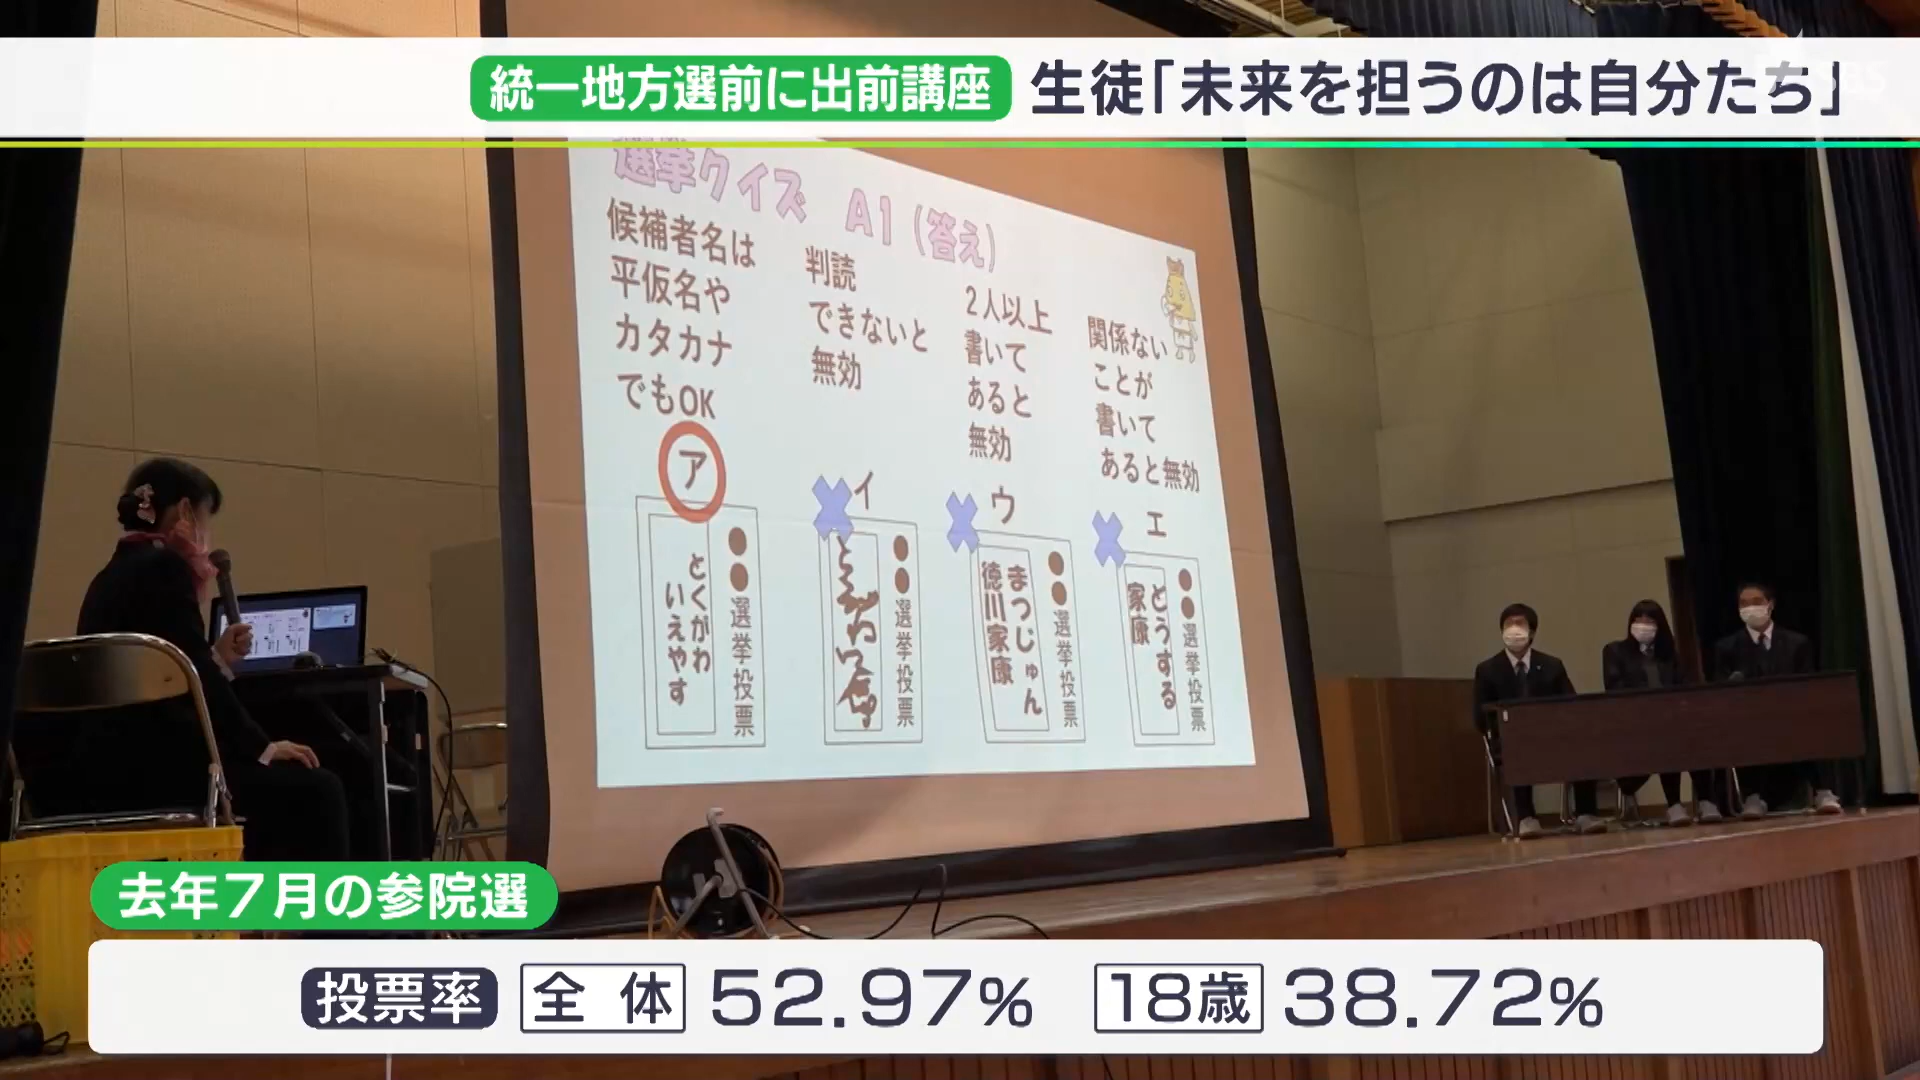 統一地方選前に出前講座
生徒｢未来を担うのは自分たち｣
SBS
選挙クイズ A1(答え)
候補者名は
平仮名や
カタカナ
でもOK
判読
できないと
無効
2人以上
書いて
あると
無効
関係ない
ことが
書いて
あると無効
ア
イ
ウ
エ
●●選挙投票
とくがわ
いえやす
●●選挙投票
●●選挙投票
まつじゅん
徳川家康
●●選挙投票
どうする
家康
去年7月の参院選
投票率 全体 52.97% 18歳 38.72%